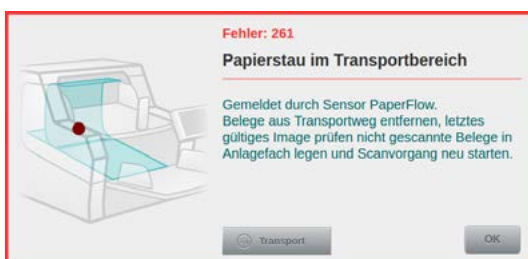 Fehler: 261
Papierstau im Transportbereich
Gemeldet durch Sensor PaperFlow.
Belege aus Transportweg entfernen, letztes
gültiges Image prüfen nicht gescannte Belege in
Anlagefach legen und Scanvorgang neu starten.
Transport
OK